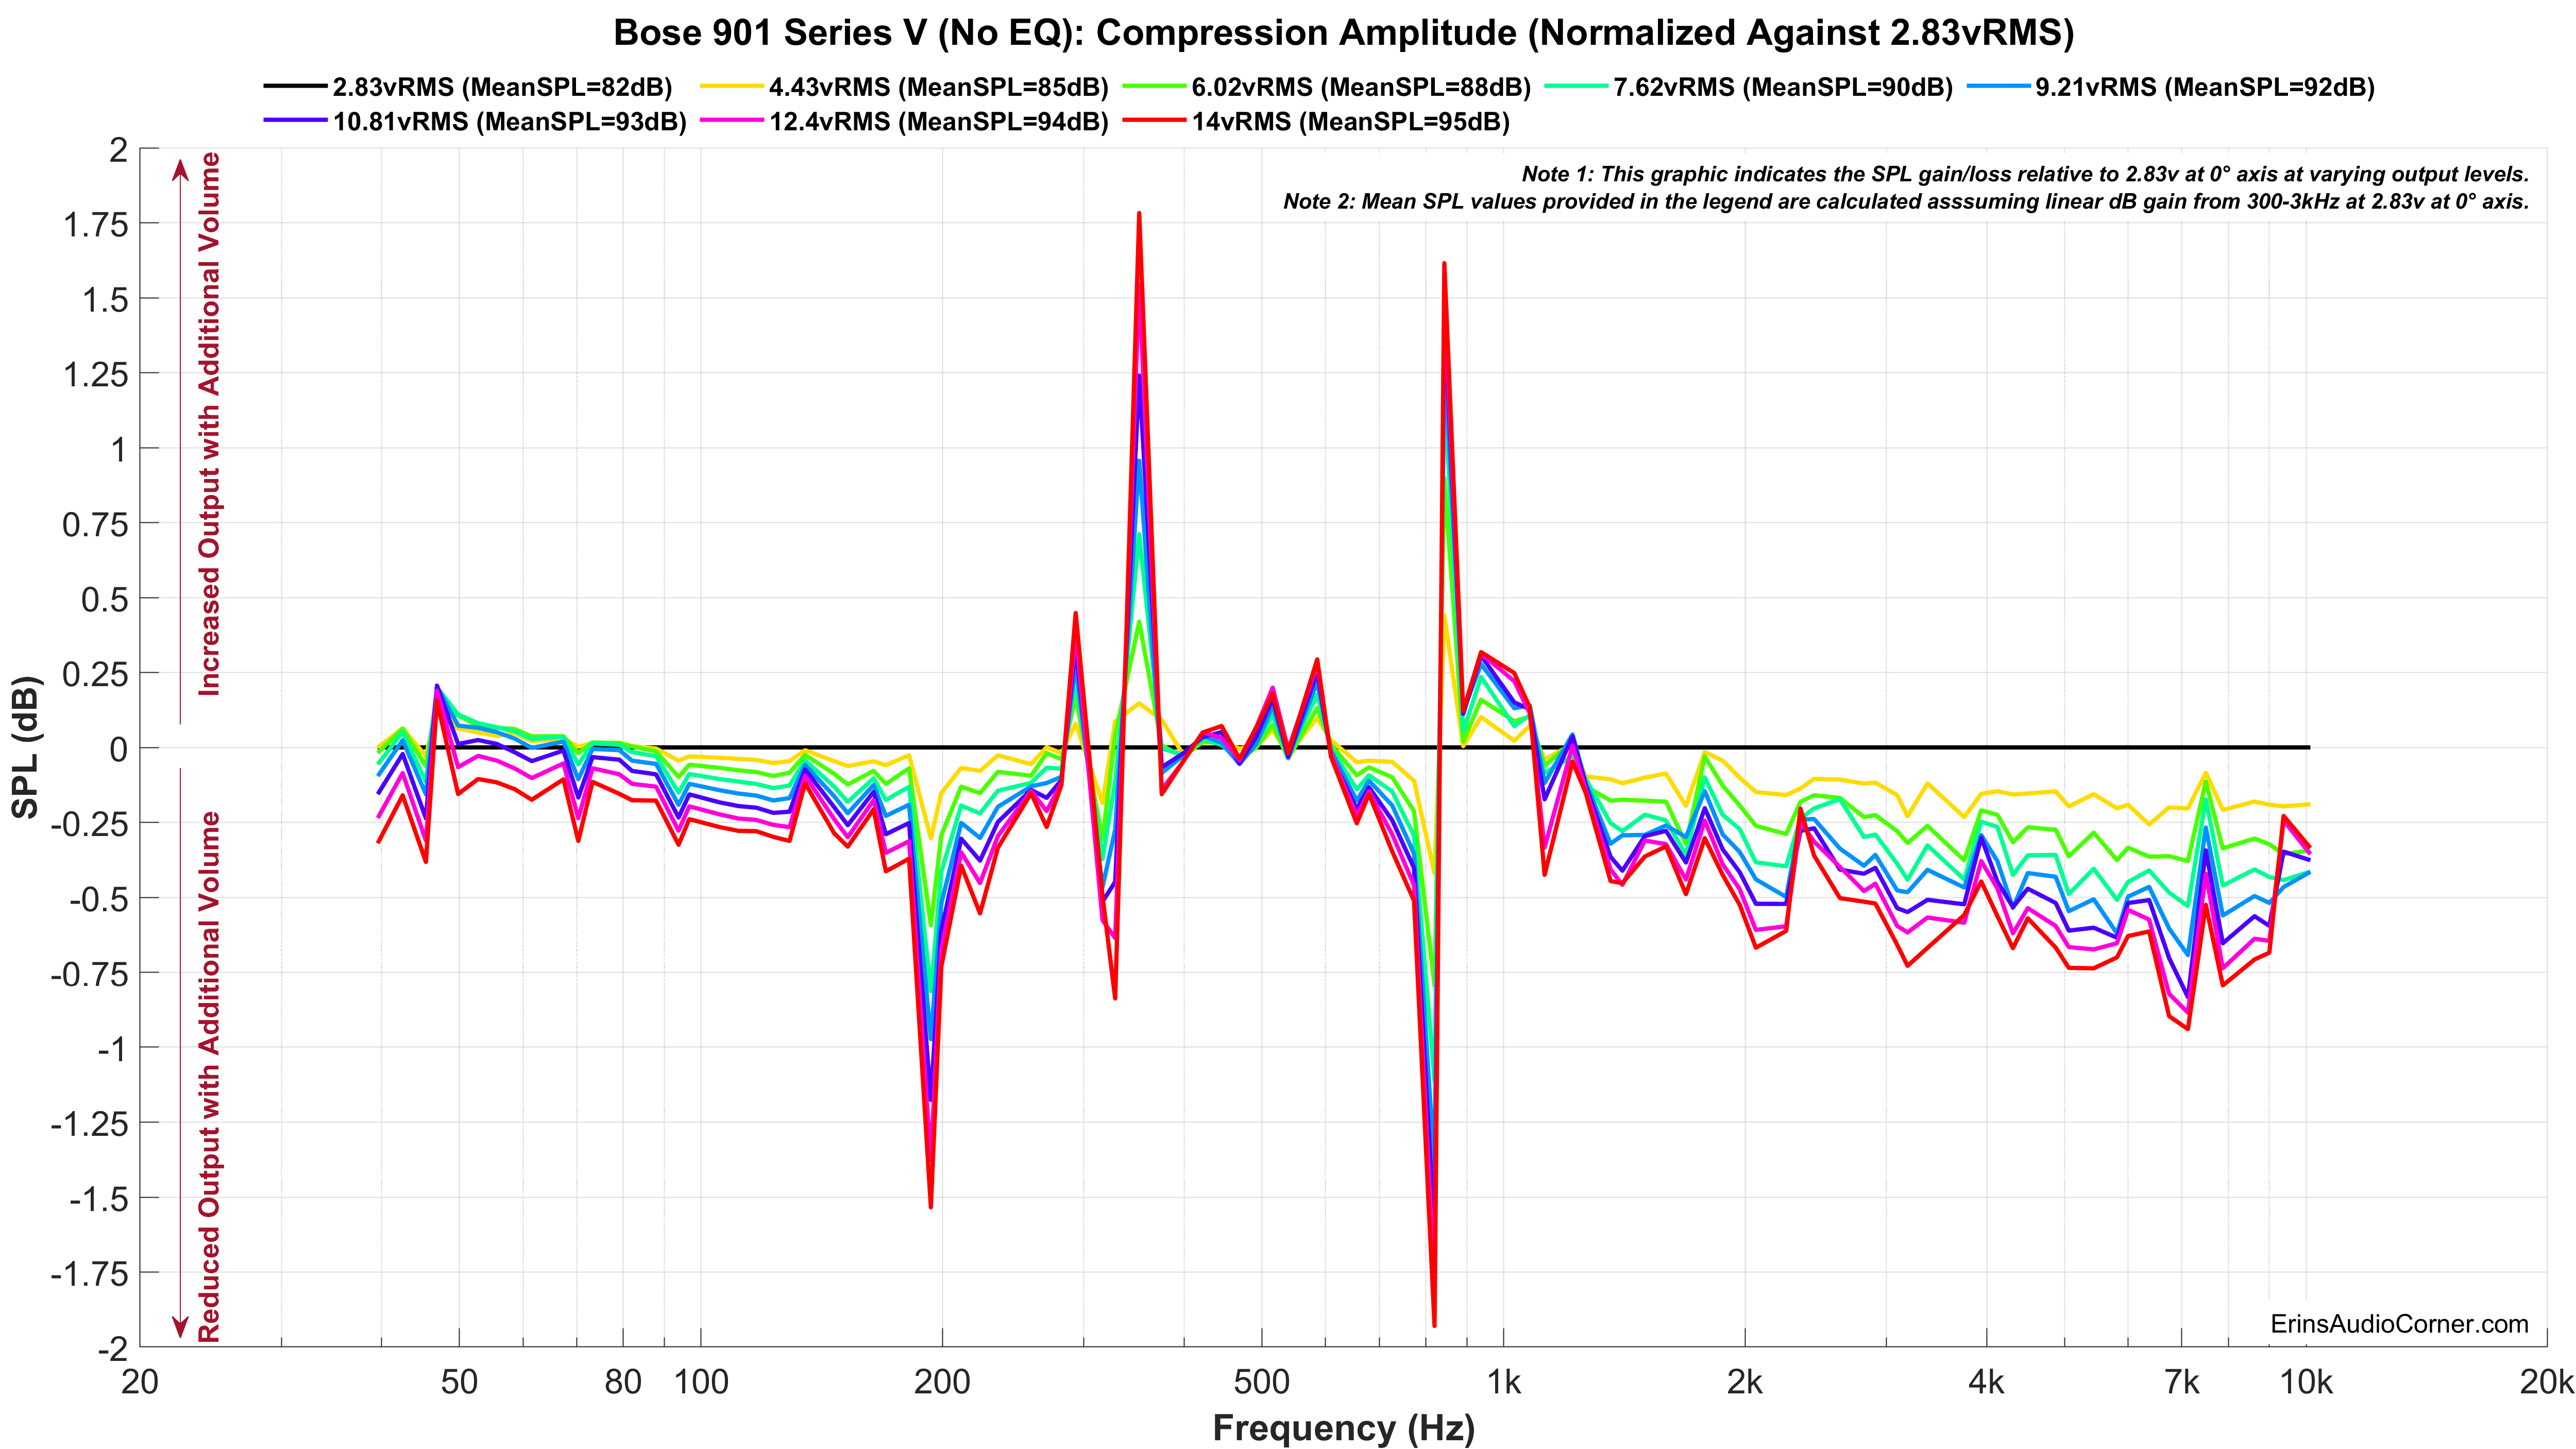 Bose 901 Series V (No EQ): Compression Amplitude (Normalized Against 2.83vRMS)
2.83vRMS (MeanSPL=82dB) 4.43vRMS (MeanSPL=85dB) 6.02vRMS (MeanSPL=88dB) 7.62vRMS (MeanSPL=90dB) 9.21vRMS (MeanSPL=92dB)
10.81vRMS (MeanSPL=93dB) 12.4vRMS (MeanSPL=94dB) 14vRMS (MeanSPL=95dB)
Note 1: This graphic indicates the SPL gain/loss relative to 2.83v at 0° axis at varying output levels.
Note 2: Mean SPL values provided in the legend are calculated asssuming linear dB gain from 300-3kHz at 2.83v at 0° axis.
SPL (dB)
2
1.75
1.5
1.25
1
0.75
0.5
0.25
0
-0.25
-0.5
-0.75
-1
-1.25
-1.5
-1.75
-2
Increased Output with Additional Volume
Reduced Output with Additional Volume
ErinsAudioCorner.com
20 50 80 100 200 500 1k 2k 4k 7k 10k 20k
Frequency (Hz)